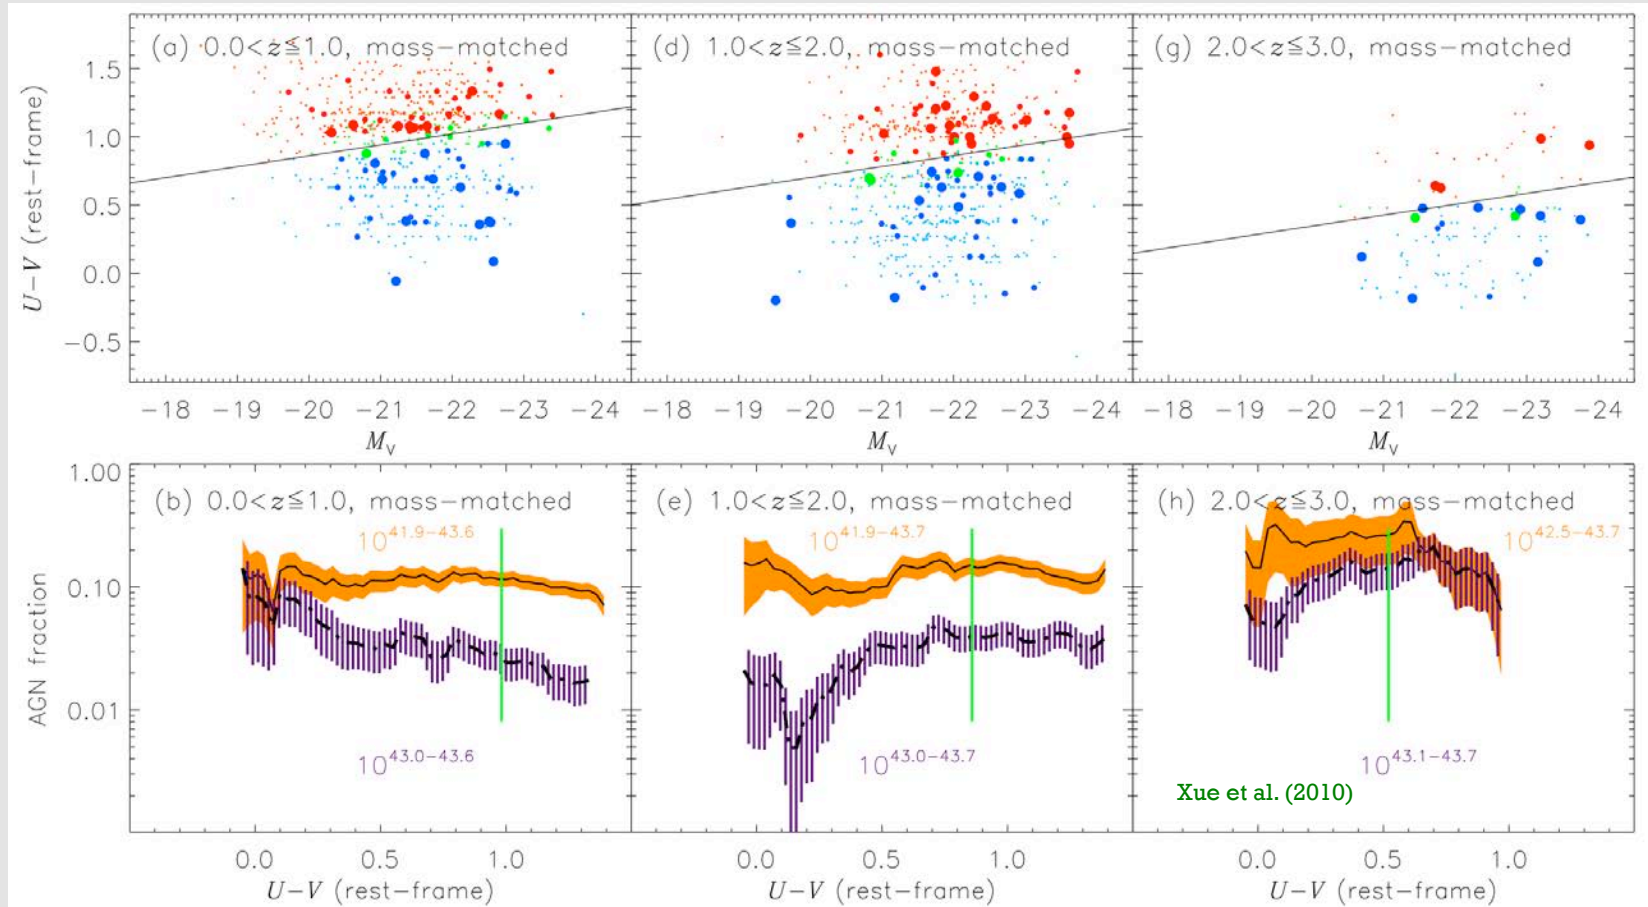 (a) 0.0<z≦1.0, mass-matched
(d) 1.0<z≦2.0, mass-matched
(g) 2.0<z≦3.0, mass-matched
U-V (rest-frame)
1.5
1.0
0.5
0.0
-0.5
-18 -19 -20 -21 -22 -23 -24
-18 -19 -20 -21 -22 -23 -24
-18 -19 -20 -21 -22 -23 -24
M_V
M_V
M_V
(b) 0.0<z≦1.0, mass-matched
(e) 1.0<z≦2.0, mass-matched
(h) 2.0<z≦3.0, mass-matched
10^41.9-43.6
10^41.9-43.7
10^42.5-43.7
AGN fraction
1.00
0.10
0.01
10^43.0-43.6
10^43.0-43.7
10^43.1-43.7
Xue et al. (2010)
0.0 0.5 1.0
0.0 0.5 1.0
0.0 0.5 1.0
U-V (rest-frame)
U-V (rest-frame)
U-V (rest-frame)